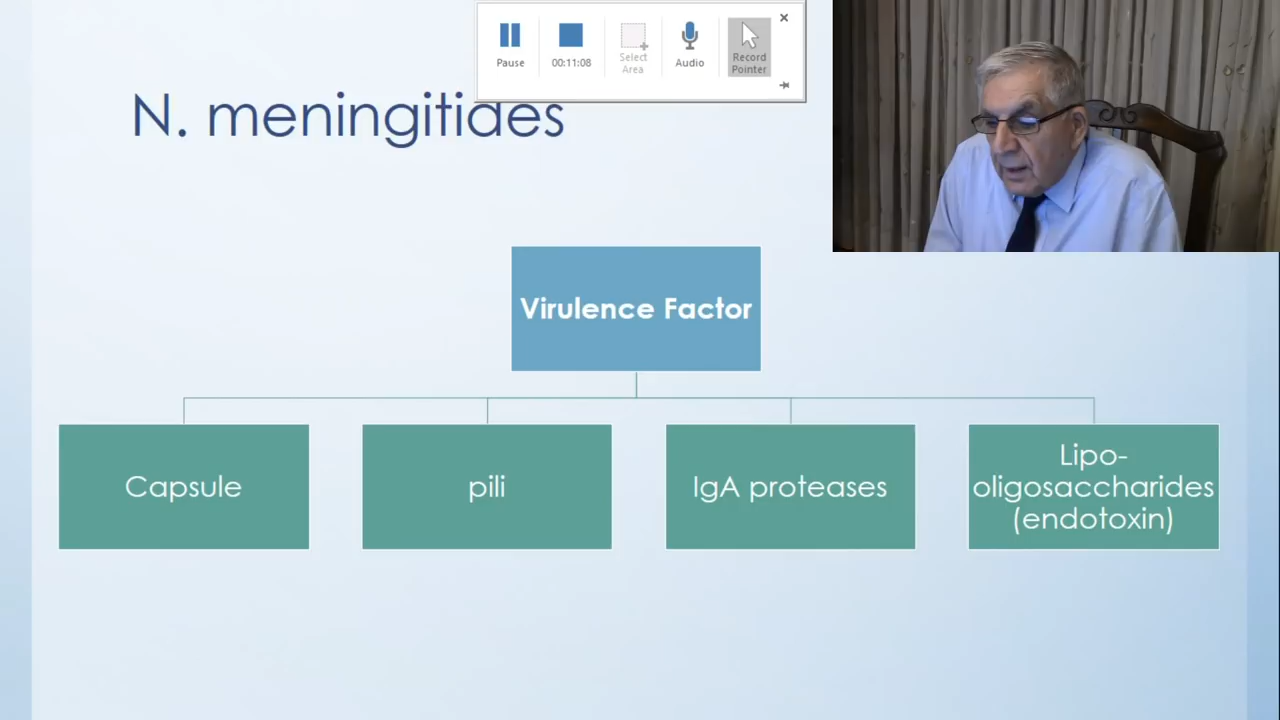 Pause
00:11:08
Select
Area
Audio
Record
Pointer
N. meningitides
Virulence Factor
Capsule
pili
IgA proteases
Lipo-
oligosaccharides
(endotoxin)